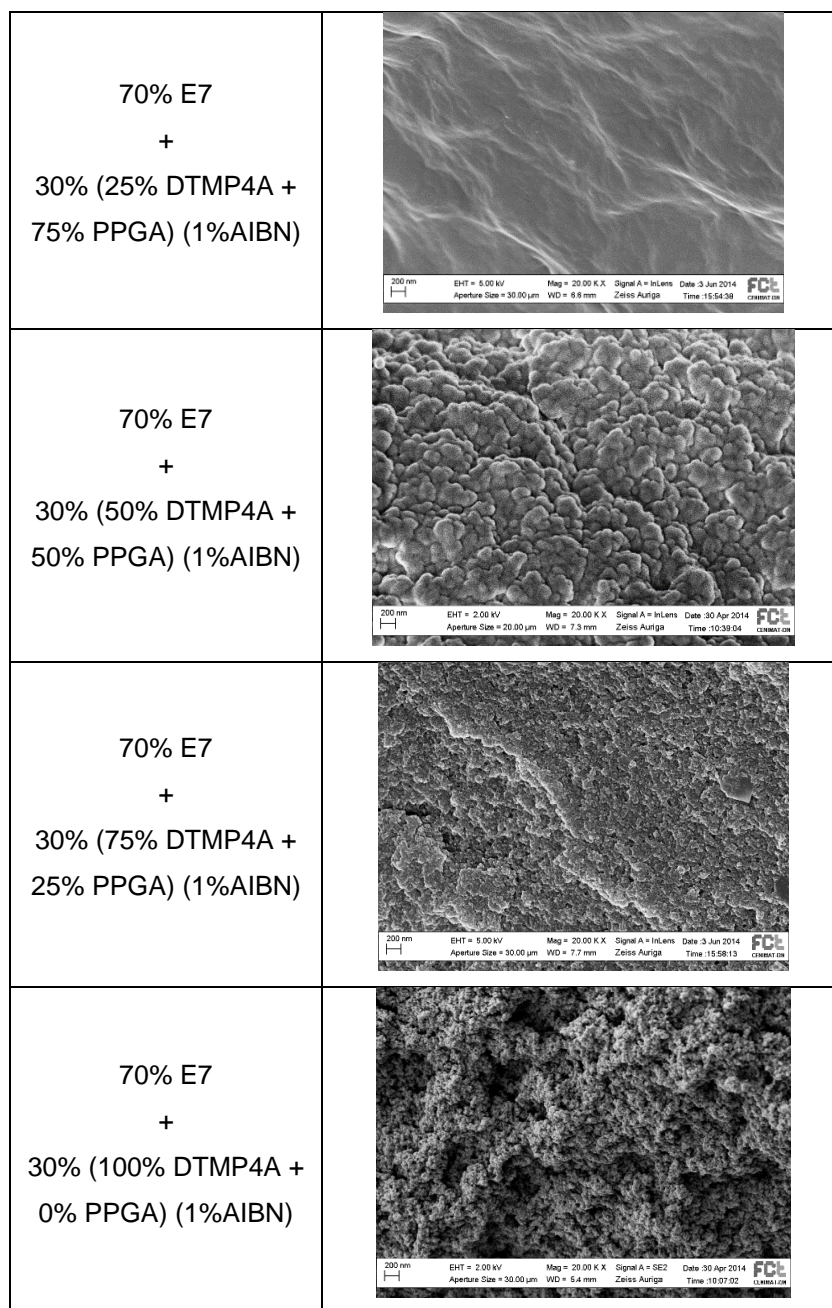 70% E7
+
30% (25% DTMP4A +
75% PPGA) (1%AIBN)
200 nm EHT = 5.00 kV Mag = 20.00 K X Signal A = InLens Date :3 Jun 2014
Aperture Size = 30.00 µm WD = 6.6 mm Zeiss Auriga Time :15:54:38
FCt
CENIMAT-I3N
70% E7
+
30% (50% DTMP4A +
50% PPGA) (1%AIBN)
200 nm EHT = 2.00 kV Mag = 20.00 K X Signal A = InLens Date :30 Apr 2014
Aperture Size = 20.00 µm WD = 7.3 mm Zeiss Auriga Time :10:39:04
FCt
CENIMAT-I3N
70% E7
+
30% (75% DTMP4A +
25% PPGA) (1%AIBN)
200 nm EHT = 5.00 kV Mag = 20.00 K X Signal A = InLens Date :3 Jun 2014
Aperture Size = 30.00 µm WD = 7.7 mm Zeiss Auriga Time :15:58:13
FCt
CENIMAT-I3N
70% E7
+
30% (100% DTMP4A +
0% PPGA) (1%AIBN)
200 nm EHT = 2.00 kV Mag = 20.00 K X Signal A = SE2 Date :30 Apr 2014
Aperture Size = 30.00 µm WD = 5.4 mm Zeiss Auriga Time :10:07:02
FCt
CENIMAT-I3N